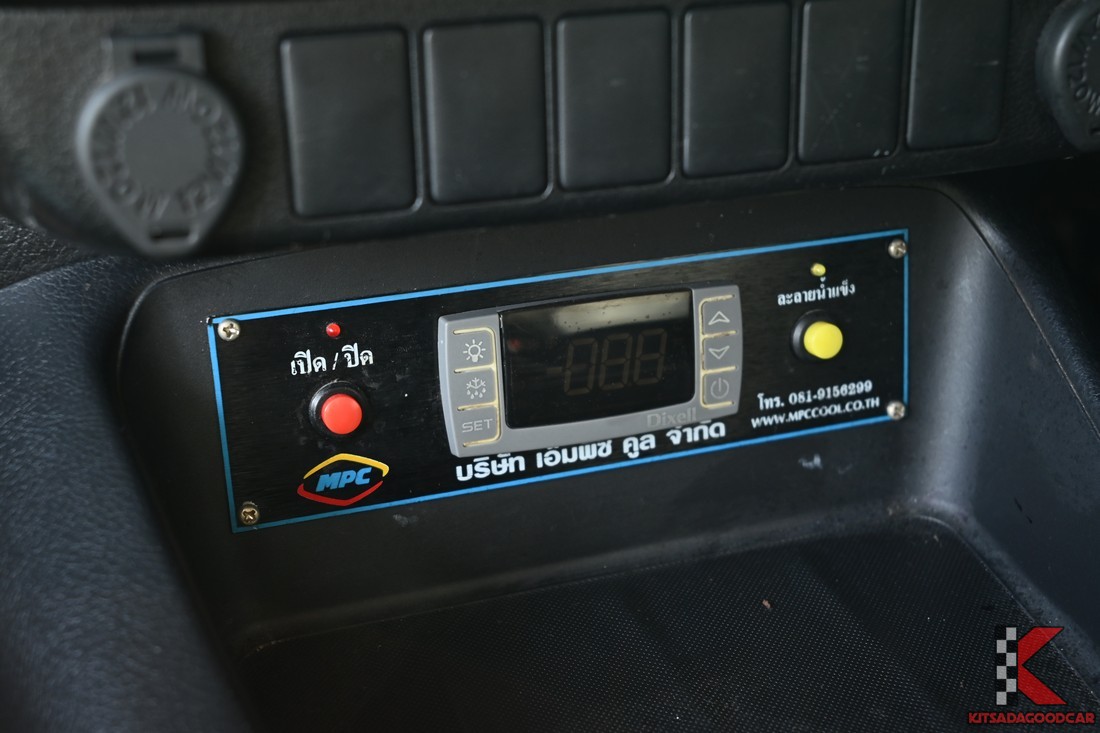 เปิด / ปิด
ละลายน้ำแข็ง
SET
Dixell
MPC
บริษัท เอ็มพีซี คูล จำกัด
โทร. 081-9156299
WWW.MPCCOOL.CO.TH
KITSADAGOODCAR